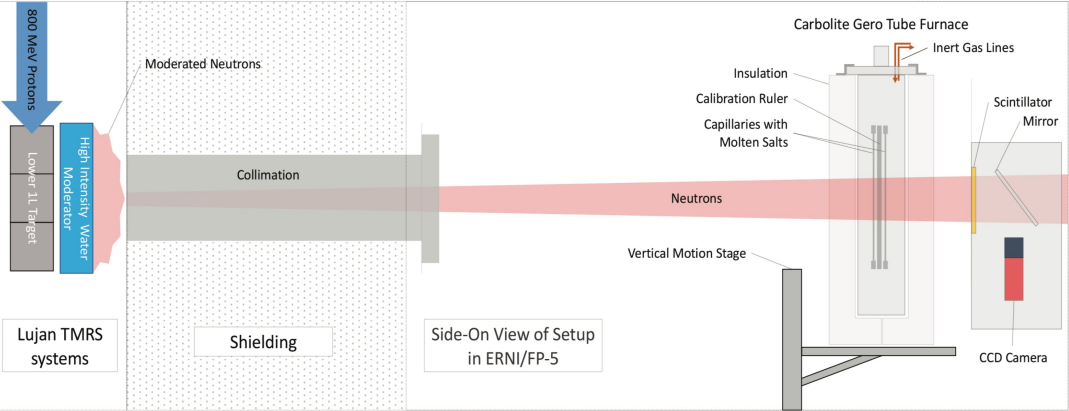 800 MeV Protons
Lower 1L Target
High Intensity Water
Moderator
Moderated Neutrons
Collimation
Neutrons
Carbolite Gero Tube Furnace
Inert Gas Lines
Insulation
Calibration Ruler
Capillaries with
Molten Salts
Scintillator
Mirror
Vertical Motion Stage
CCD Camera
Lujan TMRS
systems
Shielding
Side-On View of Setup
in ERNI/FP-5